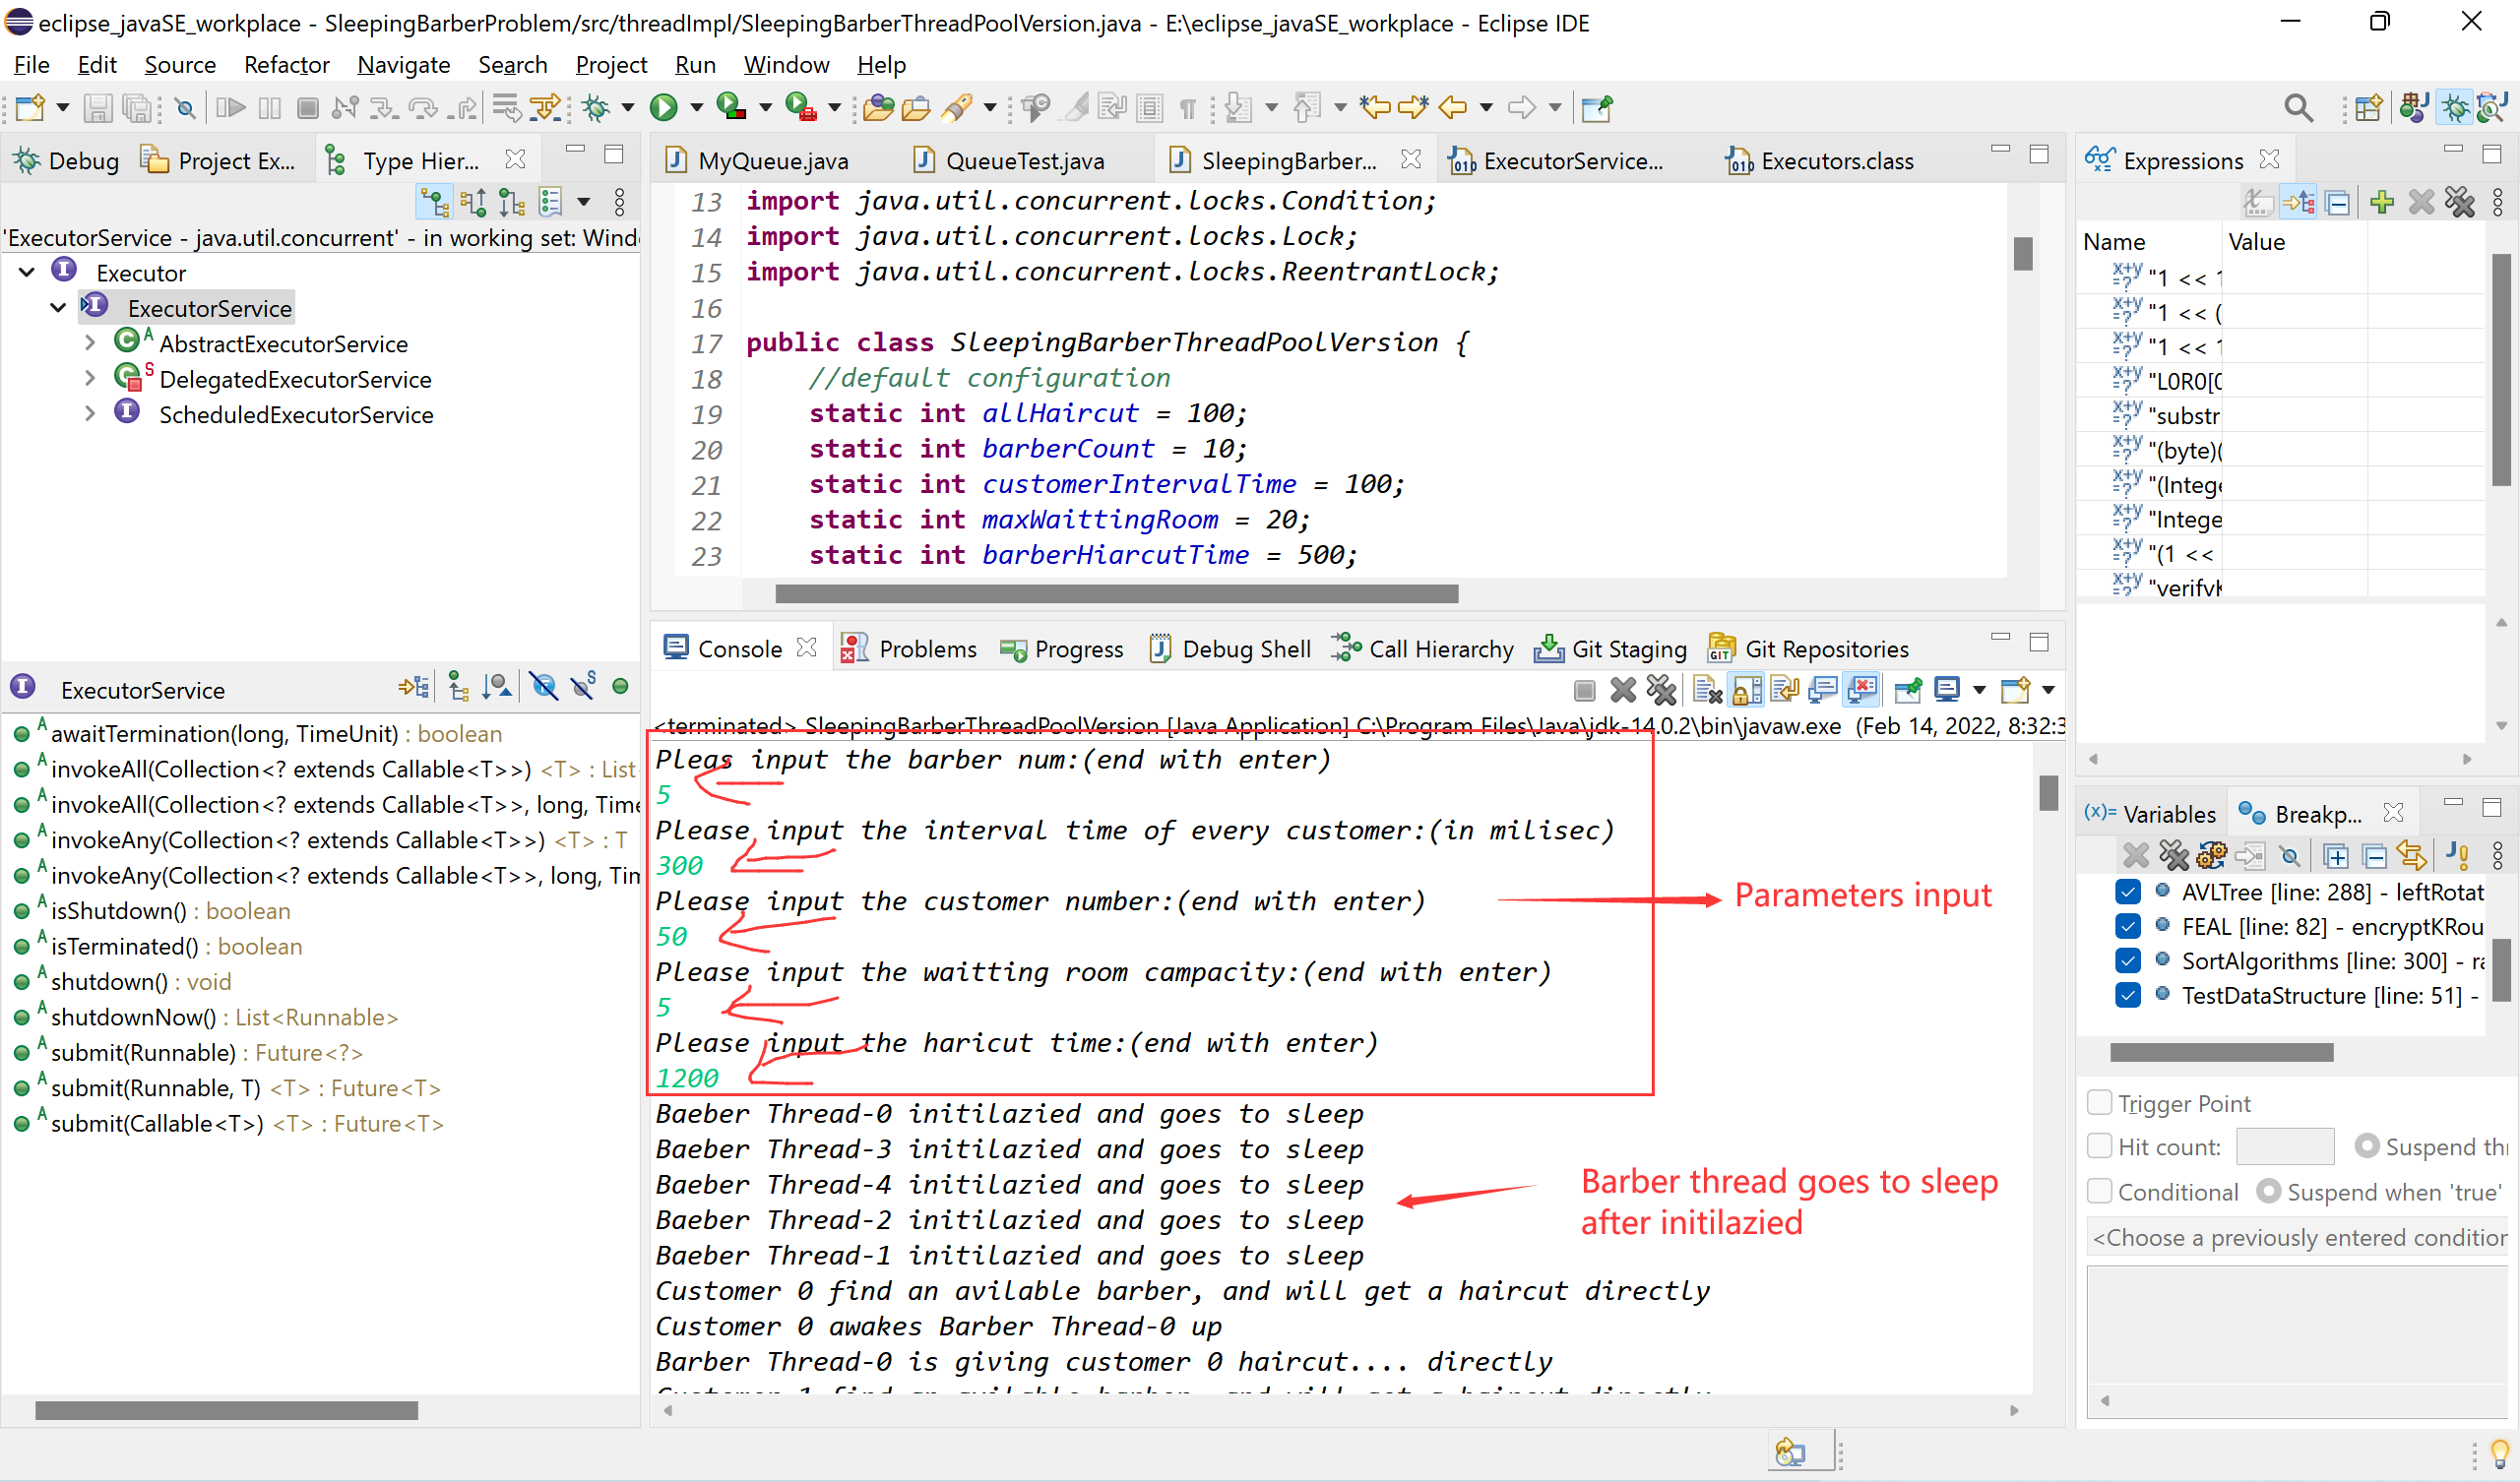 eclipse_javaSE_workplace - SleepingBarberProblem/src/threadImpl/SleepingBarberThreadPoolVersion.java - E:\eclipse_javaSE_workplace - Eclipse IDE
File Edit Source Refactor Navigate Search Project Run Window Help
Debug Project Ex... Type Hier...
'ExecutorService - java.util.concurrent' - in working set: Wind
Executor
ExecutorService
AbstractExecutorService
DelegatedExecutorService
ScheduledExecutorService
ExecutorService
awaitTermination(long, TimeUnit) : boolean
invokeAll(Collection<? extends Callable<T>>) <T> : List
invokeAll(Collection<? extends Callable<T>>, long, Time
invokeAny(Collection<? extends Callable<T>>) <T> : T
invokeAny(Collection<? extends Callable<T>>, long, Tim
isShutdown() : boolean
isTerminated() : boolean
shutdown() : void
shutdownNow() : List<Runnable>
submit(Runnable) : Future<?>
submit(Runnable, T) <T> : Future<T>
submit(Callable<T>) <T> : Future<T>
MyQueue.java QueueTest.java SleepingBarber... ExecutorService... Executors.class
13 import java.util.concurrent.locks.Condition;
14 import java.util.concurrent.locks.Lock;
15 import java.util.concurrent.locks.ReentrantLock;
16
17 public class SleepingBarberThreadPoolVersion {
18 //default configuration
19 static int allHaircut = 100;
20 static int barberCount = 10;
21 static int customerIntervalTime = 100;
22 static int maxWaittingRoom = 20;
23 static int barberHiarcutTime = 500;
Console Problems Progress Debug Shell Call Hierarchy Git Staging Git Repositories
<terminated> SleepingBarberThreadPoolVersion [Java Application] C:\Program Files\Java\jdk-14.0.2\bin\javaw.exe (Feb 14, 2022, 8:32:3
Pleas input the barber num:(end with enter)
5
Please input the interval time of every customer:(in milisec)
300
Please input the customer number:(end with enter)
50
Please input the waitting room campacity:(end with enter)
5
Please input the haricut time:(end with enter)
1200
Parameters input
Baeber Thread-0 initilazied and goes to sleep
Baeber Thread-3 initilazied and goes to sleep
Baeber Thread-4 initilazied and goes to sleep
Baeber Thread-2 initilazied and goes to sleep
Baeber Thread-1 initilazied and goes to sleep
Barber thread goes to sleep
after initilazied
Customer 0 find an avilable barber, and will get a haircut directly
Customer 0 awakes Barber Thread-0 up
Barber Thread-0 is giving customer 0 haircut.... directly
Customer 1 find an avilable barber, and will get a haircut directly
Expressions
Name Value
"1 << 1
"1 << (
"1 << 1
"L0R0[0
"substr
"(byte)(
"(Intege
"Intege
"(1 <<
"verifyK
(x)= Variables Breakp...
AVLTree [line: 288] - leftRotat
FEAL [line: 82] - encryptKRou
SortAlgorithms [line: 300] - ra
TestDataStructure [line: 51] -
Trigger Point
Hit count: Suspend thr
Conditional Suspend when 'true'
<Choose a previously entered condition